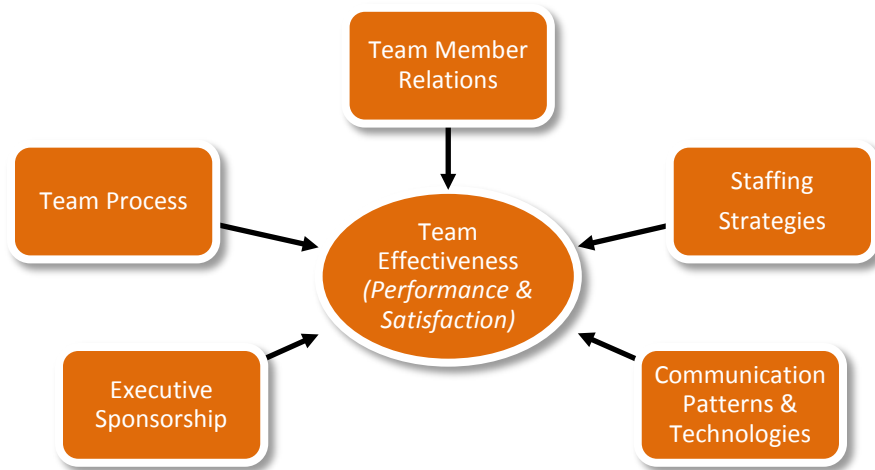 Team Member
Relations
Team Process
Staffing
Strategies
Team
Effectiveness
(Performance &
Satisfaction)
Executive
Sponsorship
Communication
Patterns &
Technologies